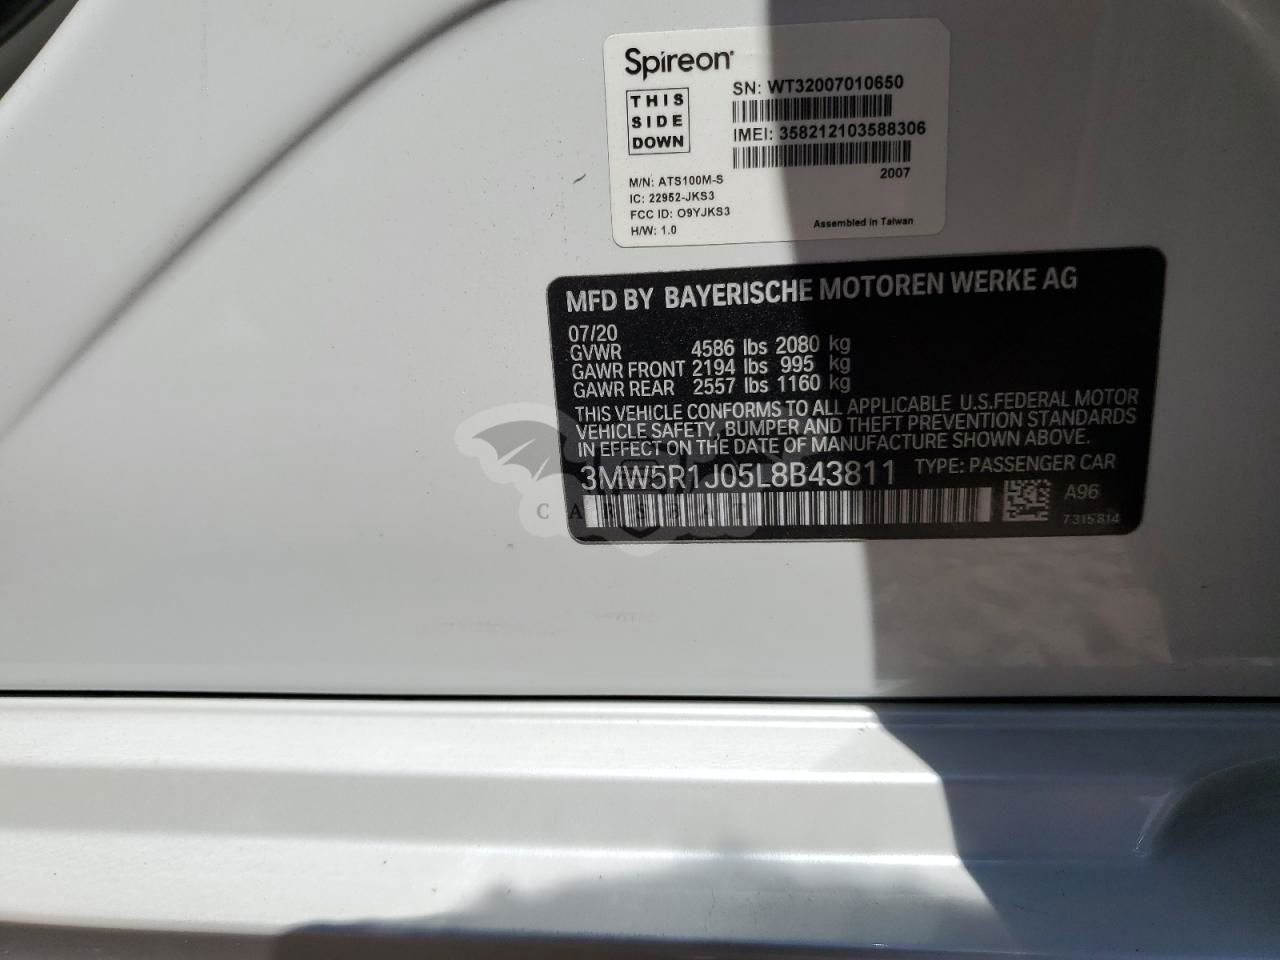 Spireon®
THIS
SIDE
DOWN
SN: WT32007010650
IMEI: 358212103588306
2007
M/N: ATS100M-S
IC: 22952-JKS3
FCC ID: O9YJKS3
H/W: 1.0
Assembled in Taiwan
MFD BY BAYERISCHE MOTOREN WERKE AG
07/20
GVWR 4586 lbs 2080 kg
GAWR FRONT 2194 lbs 995 kg
GAWR REAR 2557 lbs 1160 kg
THIS VEHICLE CONFORMS TO ALL APPLICABLE U.S.FEDERAL MOTOR
VEHICLE SAFETY, BUMPER AND THEFT PREVENTION STANDARDS
IN EFFECT ON THE DATE OF MANUFACTURE SHOWN ABOVE.
3MW5R1J05L8B43811 TYPE: PASSENGER CAR
A96
7315814
CARSBAT